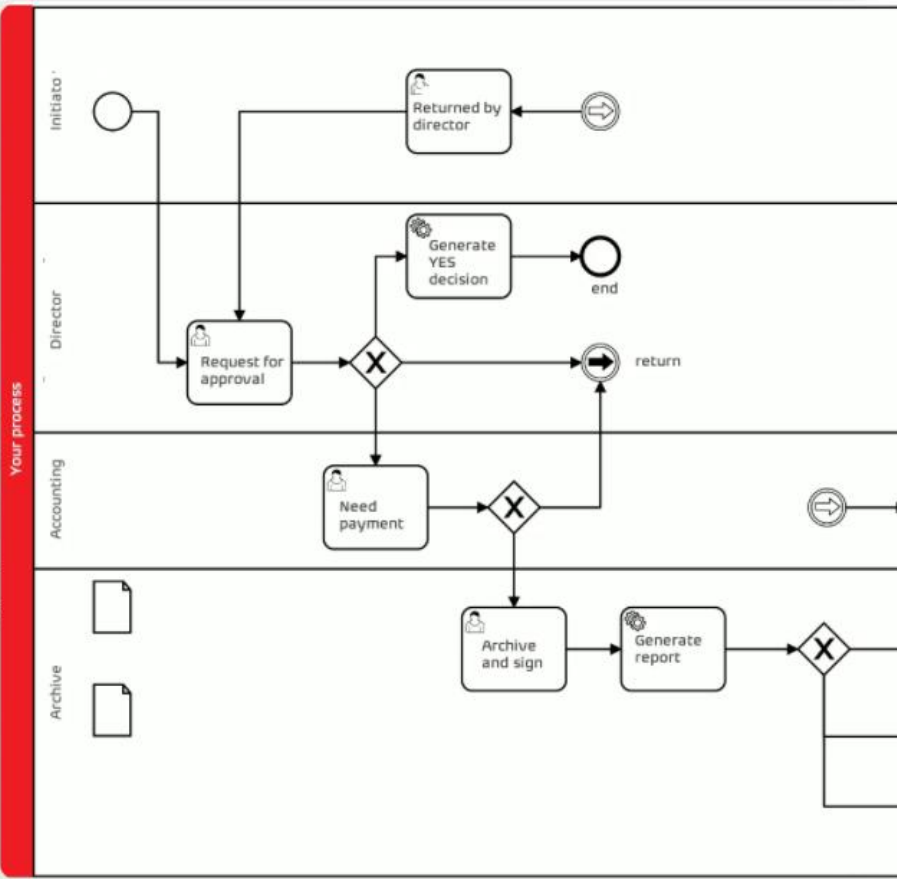 Your process
Initiato
Returned by
director
Director
Generate
YES
decision
end
Request for
approval
X
return
Accounting
Need
payment
X
Archive
Archive
and sign
Generate
report
X